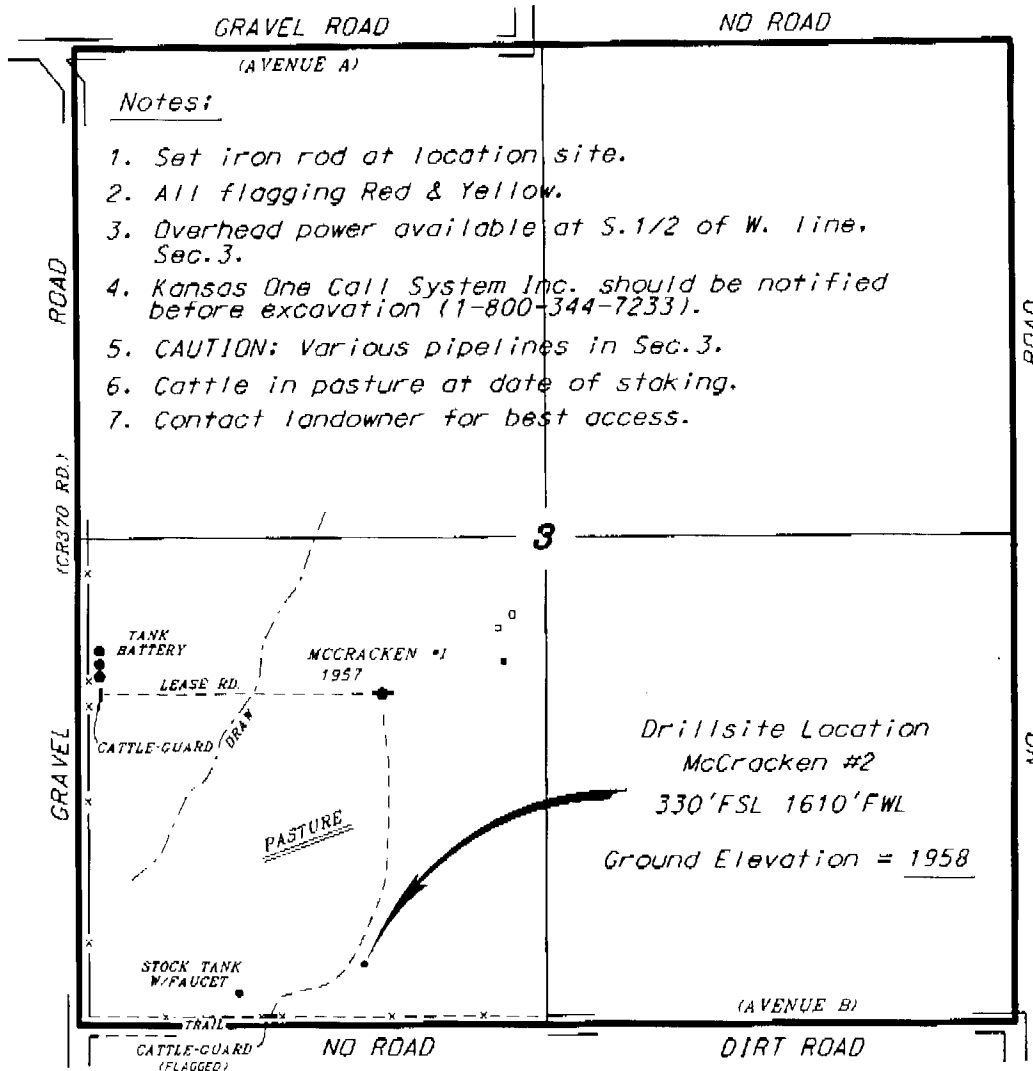 GRAVEL ROAD
NO ROAD
(AVENUE A)
Notes:
1. Set iron rod at location site.
2. All flagging Red & Yellow.
3. Overhead power available at S.1/2 of W. line,
Sec.3.
4. Kansas One Call System Inc. should be notified
before excavation (1-800-344-7233).
5. CAUTION: Various pipelines in Sec.3.
6. Cattle in pasture at date of staking.
7. Contact landowner for best access.
GRAVEL ROAD
(CR370 RD.)
NO ROAD
3
TANK
BATTERY
MCCRACKEN #1
1957
LEASE RD.
CATTLE-GUARD
DRAW
PASTURE
Drillsite Location
McCracken #2
330'FSL 1610'FWL
Ground Elevation = 1958
STOCK TANK
W/FAUCET
(AVENUE B)
TRAIL
CATTLE-GUARD
(FLAGGED)
NO ROAD
DIRT ROAD